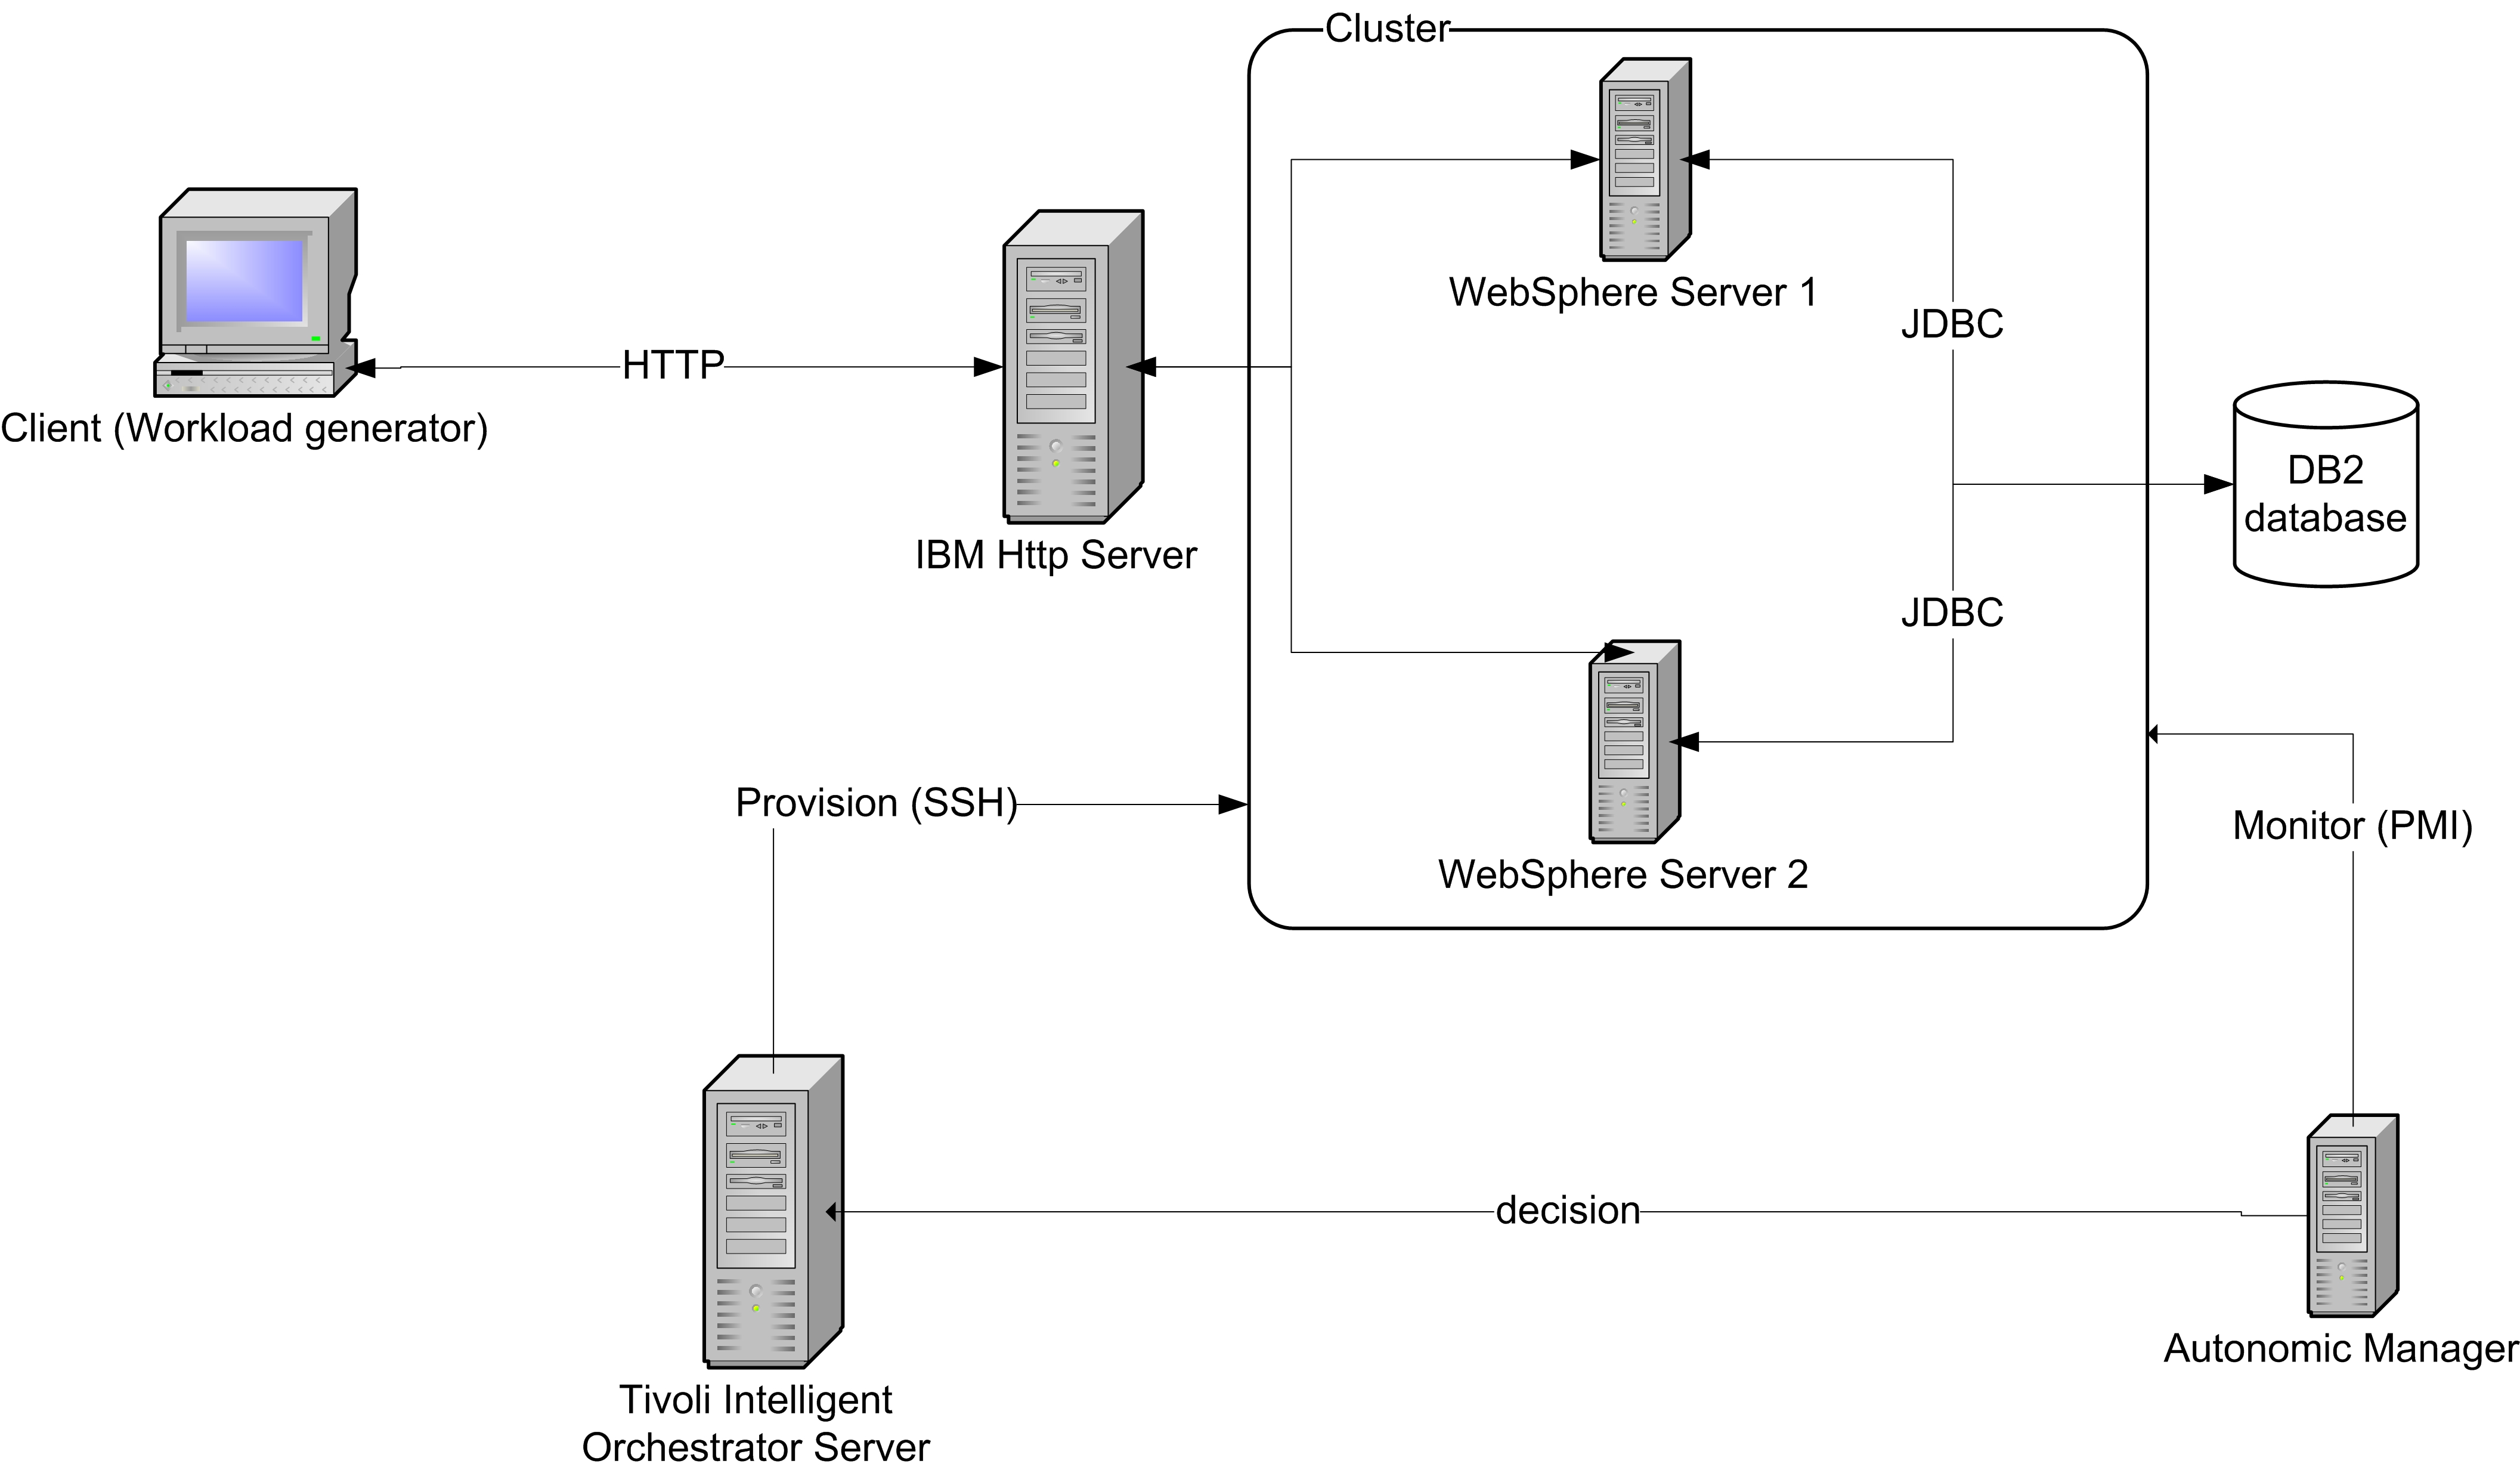 Cluster
WebSphere Server 1
JDBC
HTTP
Client (Workload generator)
DB2
database
IBM Http Server
JDBC
Provision (SSH)
Monitor (PMI)
WebSphere Server 2
decision
Autonomic Manager
Tivoli Intelligent
Orchestrator Server